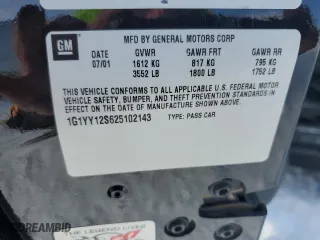 GM
MFD BY GENERAL MOTORS CORP
DATE GVWR GAWR FRT GAWR RR
07/01 1612 KG 817 KG 795 KG
3552 LB 1800 LB 1752 LB
THIS VEHICLE CONFORMS TO ALL APPLICABLE U.S. FEDERAL MOTOR
VEHICLE SAFETY, BUMPER, AND THEFT PREVENTION STANDARDS IN
EFFECT ON THE DATE OF MANUFACTURE SHOWN ABOVE.
1G1YY12S625102143 TYPE: PASS CAR
DREAMBID